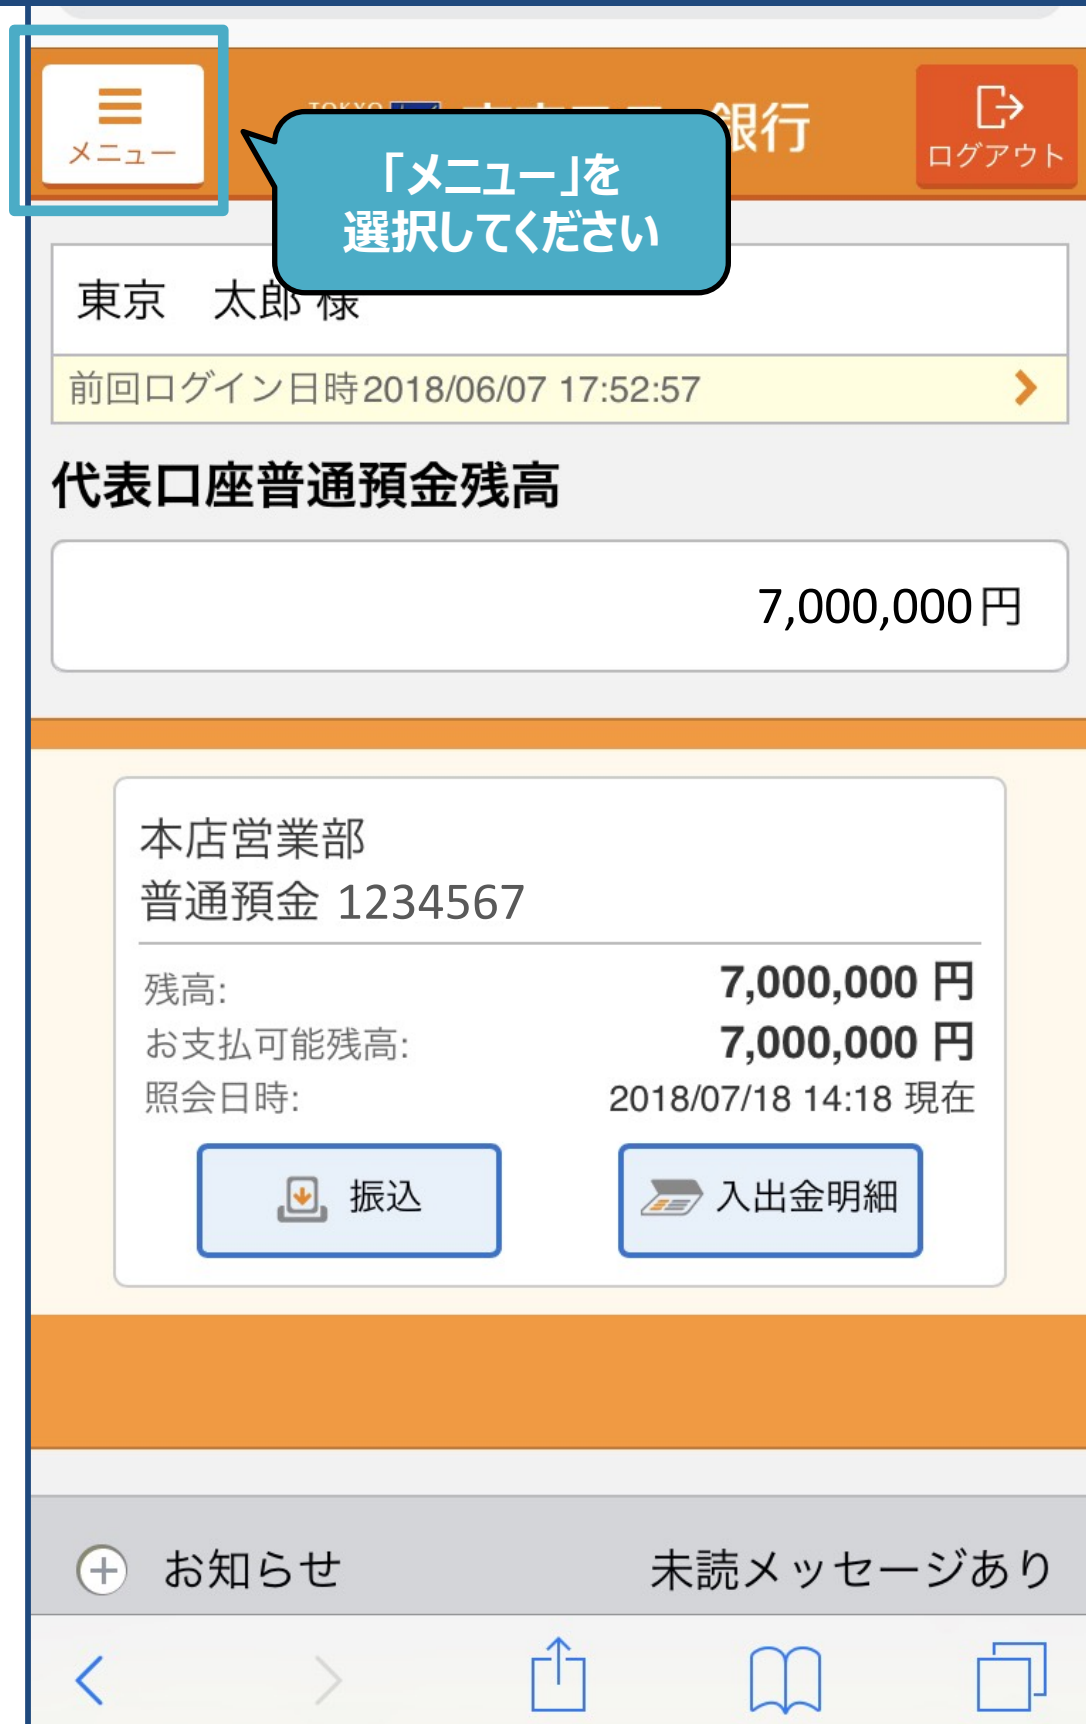 メニュー
銀行
ログアウト
「メニュー」を
選択してください
東京 太郎 様
前回ログイン日時2018/06/07 17:52:57
代表口座普通預金残高
7,000,000円
本店営業部
普通預金 1234567
残高: 7,000,000 円
お支払可能残高: 7,000,000 円
照会日時: 2018/07/18 14:18 現在
振込 入出金明細
お知らせ 未読メッセージあり